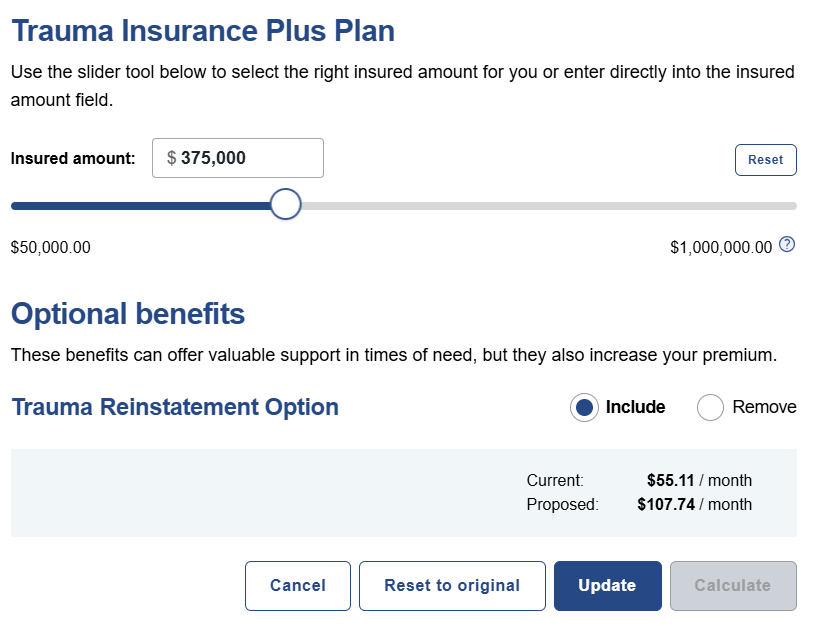 Trauma Insurance Plus Plan
Use the slider tool below to select the right insured amount for you or enter directly into the insured
amount field.
Insured amount: $ 375,000 Reset
$50,000.00 $1,000,000.00 ?
Optional benefits
These benefits can offer valuable support in times of need, but they also increase your premium.
Trauma Reinstatement Option Include Remove
Current: $55.11 / month
Proposed: $107.74 / month
Cancel Reset to original Update Calculate